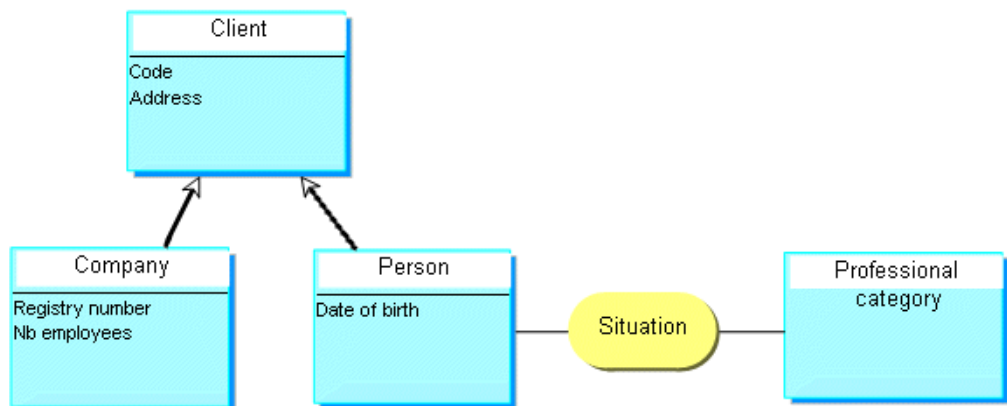 Client
Code
Address
Company
Registry number
Nb employees
Person
Date of birth
Situation
Professional
category